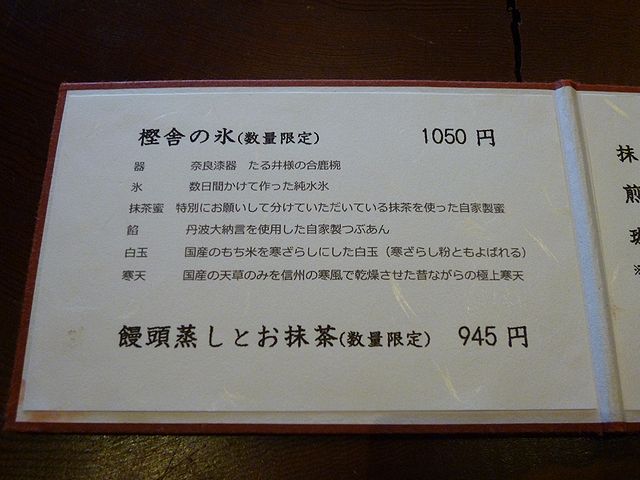 樫舎の氷(数量限定) 1050 円
器 奈良漆器 たる井様の合鹿椀
氷 数日間かけて作った純水氷
抹茶蜜 特別にお願いして分けていただいている抹茶を使った自家製蜜
餡 丹波大納言を使用した自家製つぶあん
白玉 国産のもち米を寒ざらしにした白玉（寒ざらし粉ともよばれる）
寒天 国産の天草のみを信州の寒風で乾燥させた昔ながらの極上寒天
饅頭蒸しとお抹茶(数量限定) 945 円
抹
煎
※